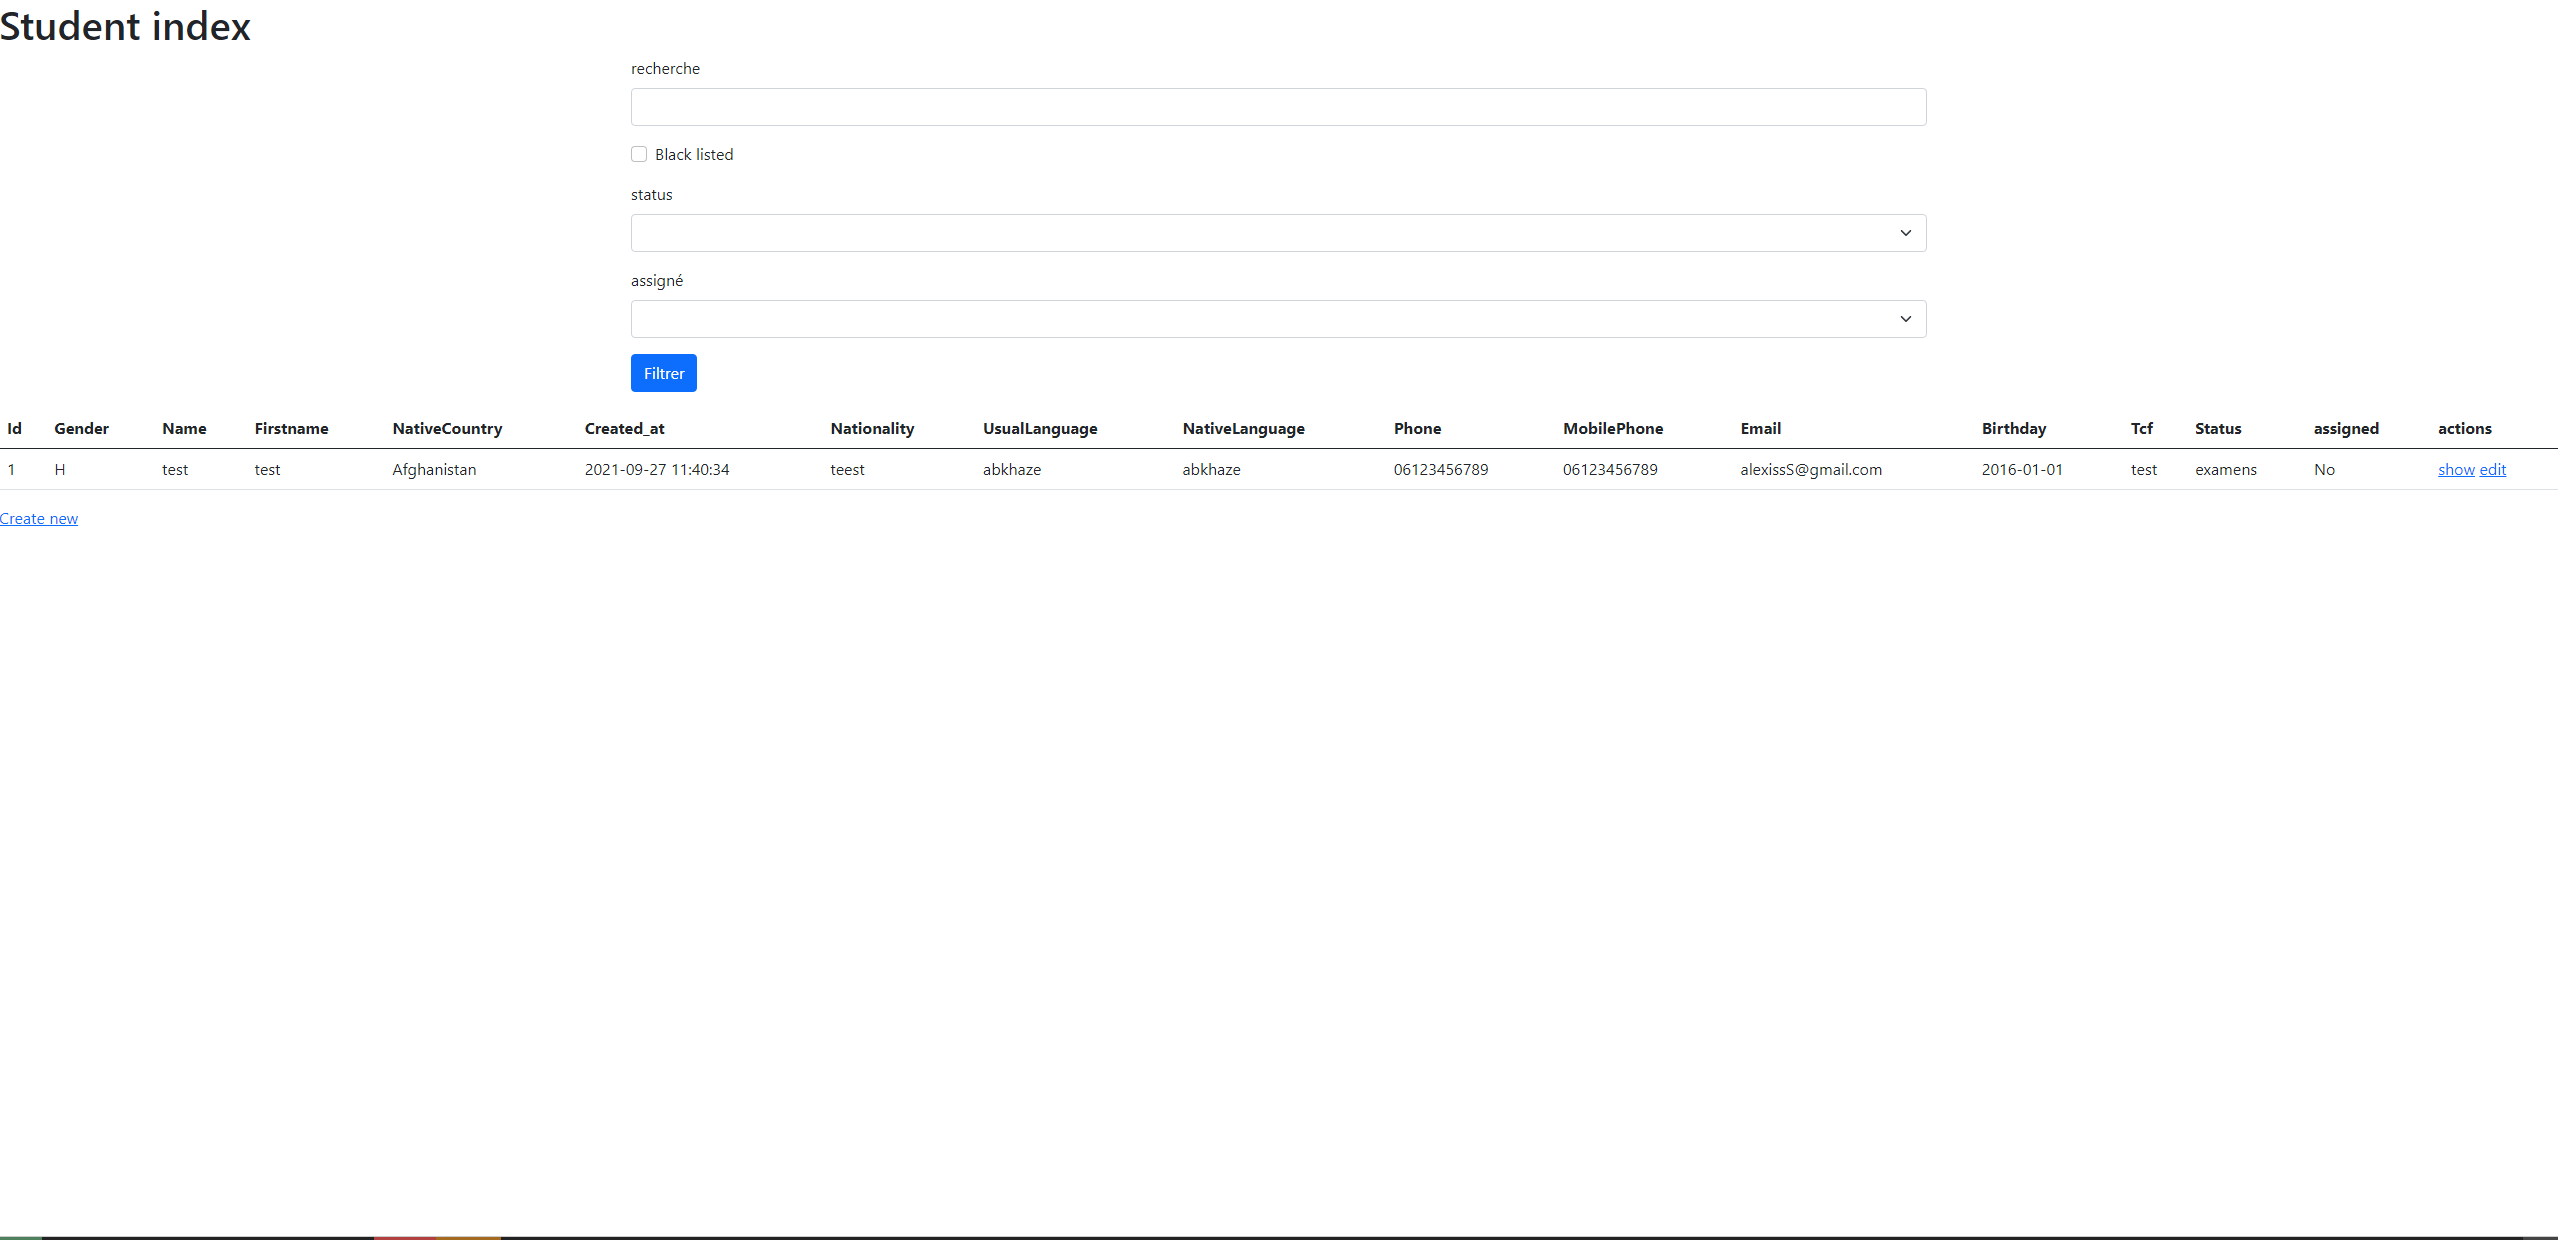 Student index
recherche
Black listed
status
assigné
Filtrer
Id Gender Name Firstname NativeCountry Created_at Nationality UsualLanguage NativeLanguage Phone MobilePhone Email Birthday Tcf Status assigned actions
1 H test test Afghanistan 2021-09-27 11:40:34 teest abkhaze abkhaze 06123456789 06123456789 alexissS@gmail.com 2016-01-01 test examens No show edit
Create new